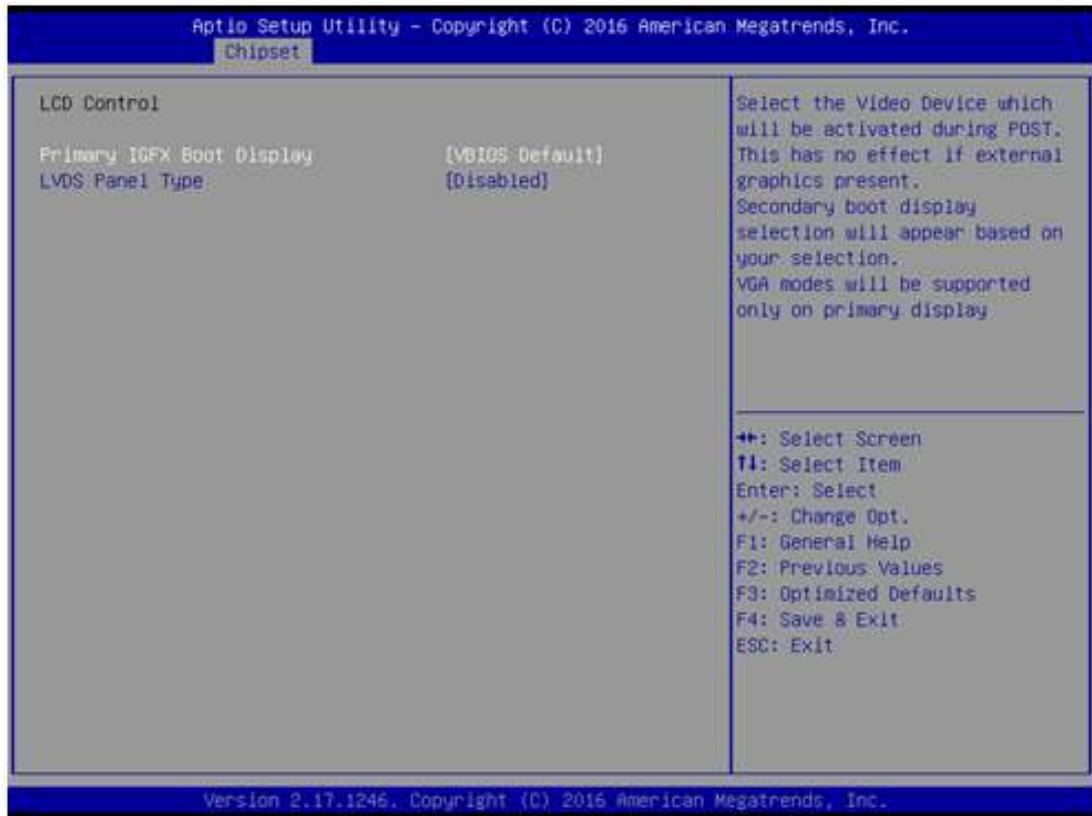 Aptio Setup Utility – Copyright (C) 2016 American Megatrends, Inc.
Chipset
LCD Control
Primary IGFX Boot Display [VBIOS Default]
LVDS Panel Type [Disabled]
Select the Video Device which
will be activated during POST.
This has no effect if external
graphics present.
Secondary boot display
selection will appear based on
your selection.
VGA modes will be supported
only on primary display
→←: Select Screen
↑↓: Select Item
Enter: Select
+/-: Change Opt.
F1: General Help
F2: Previous Values
F3: Optimized Defaults
F4: Save & Exit
ESC: Exit
Version 2.17.1246. Copyright (C) 2016 American Megatrends, Inc.